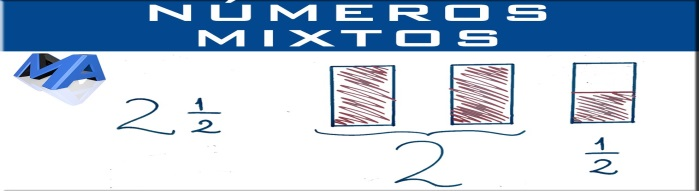 NÚMEROS
MIXTOS
MA
2 1/2
2
1/2